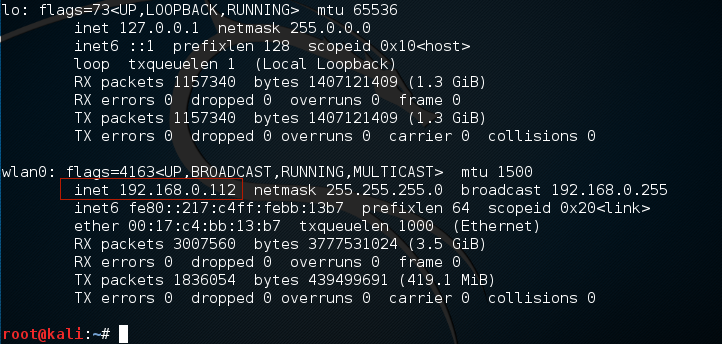 lo: flags=73<UP,LOOPBACK,RUNNING>  mtu 65536
        inet 127.0.0.1  netmask 255.0.0.0
        inet6 ::1  prefixlen 128  scopeid 0x10<host>
        loop  txqueuelen 1  (Local Loopback)
        RX packets 1157340  bytes 1407121409 (1.3 GiB)
        RX errors 0  dropped 0  overruns 0  frame 0
        TX packets 1157340  bytes 1407121409 (1.3 GiB)
        TX errors 0  dropped 0 overruns 0  carrier 0  collisions 0

wlan0: flags=4163<UP,BROADCAST,RUNNING,MULTICAST>  mtu 1500
        inet 192.168.0.112  netmask 255.255.255.0  broadcast 192.168.0.255
        inet6 fe80::217:c4ff:febb:13b7  prefixlen 64  scopeid 0x20<link>
        ether 00:17:c4:bb:13:b7  txqueuelen 1000  (Ethernet)
        RX packets 3007560  bytes 3777531024 (3.5 GiB)
        RX errors 0  dropped 0  overruns 0  frame 0
        TX packets 1836054  bytes 439499691 (419.1 MiB)
        TX errors 0  dropped 0 overruns 0  carrier 0  collisions 0

root@kali:~#